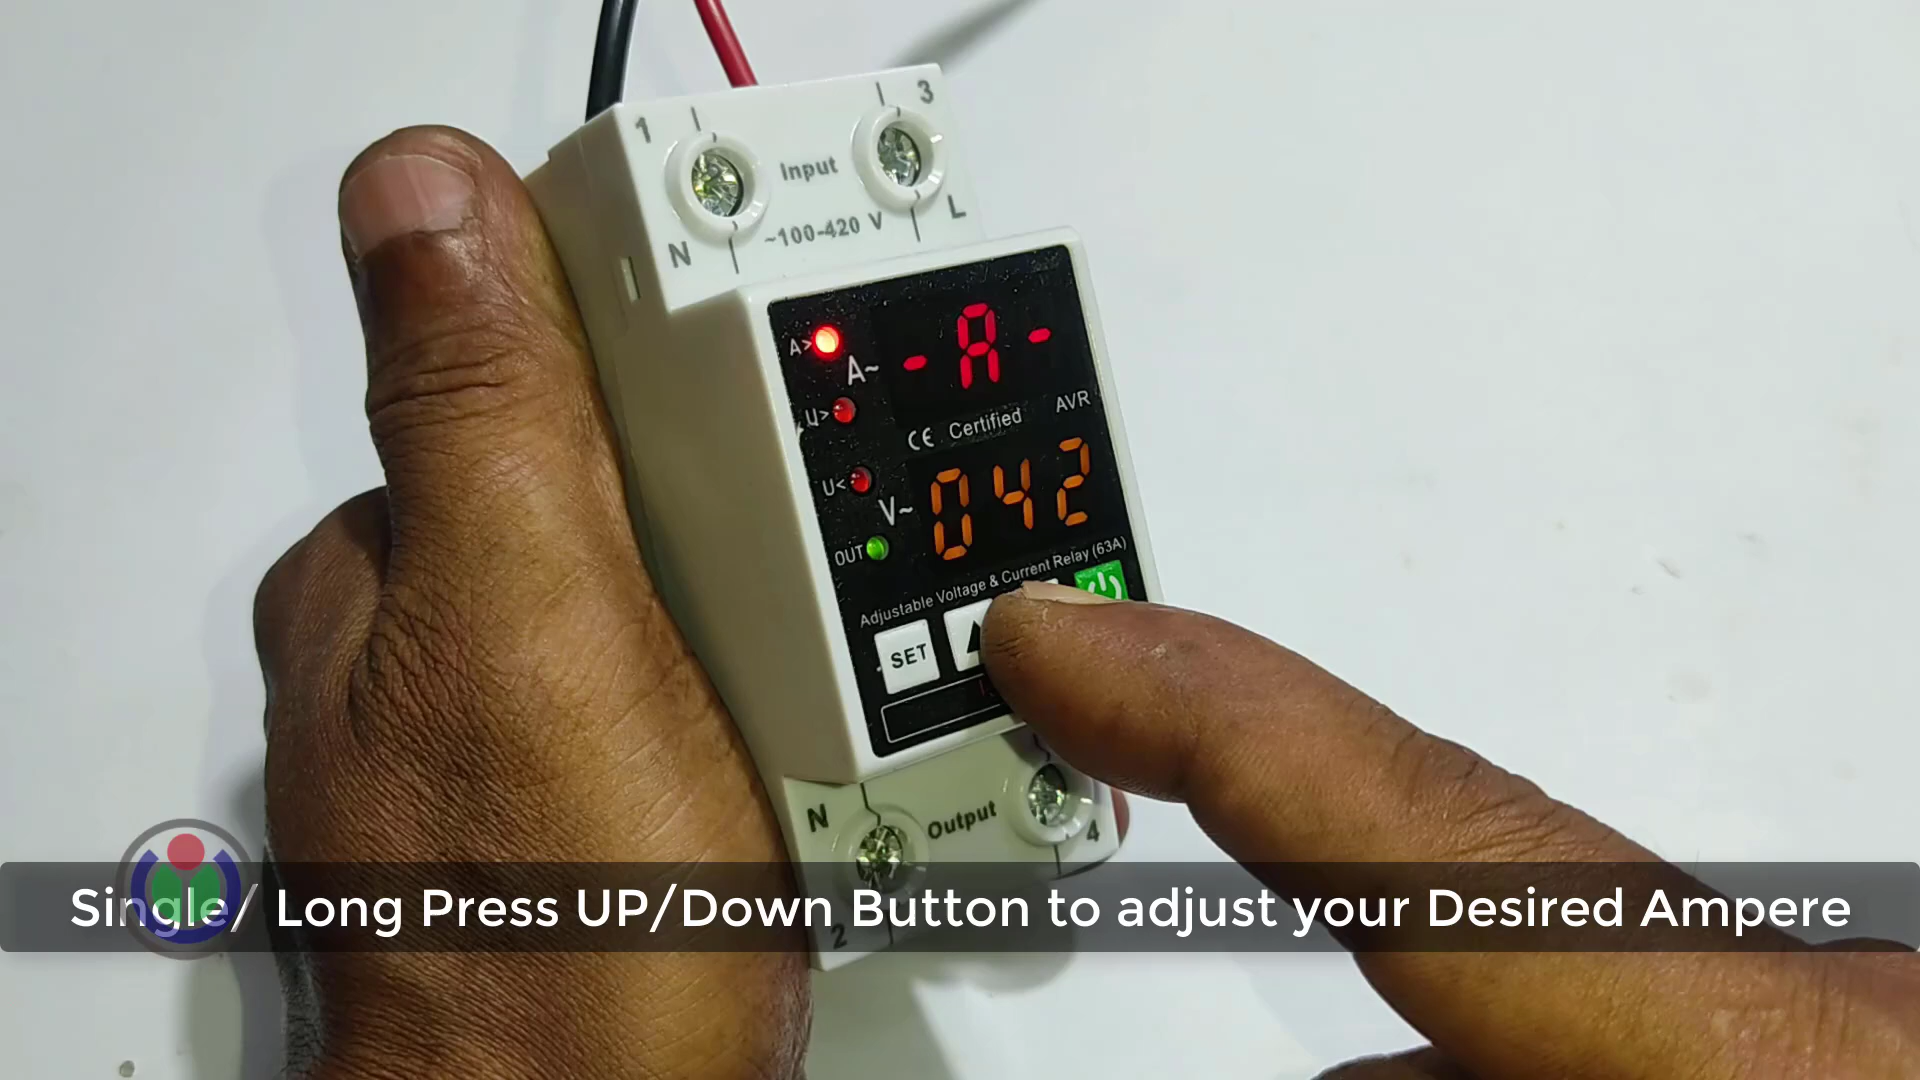 1
3
Input
~100-420 V
N
L
A>
A~
-A-
U>
CE Certified
AVR
U<
V~
042
OUT
Adjustable Voltage & Current Relay (63A)
SET
N
Output
4
2
Single/ Long Press UP/Down Button to adjust your Desired Ampere